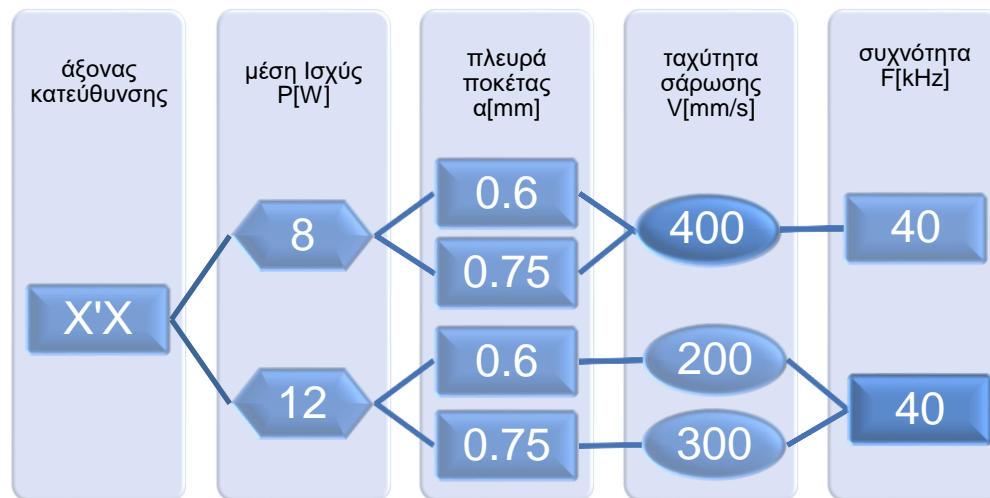 άξονας
κατεύθυνσης
μέση Ισχύς
P[W]
πλευρά
ποκέτας
α[mm]
ταχύτητα
σάρωσης
V[mm/s]
συχνότητα
F[kHz]
X'X
8
12
0.6
0.75
0.6
0.75
400
200
300
40
40